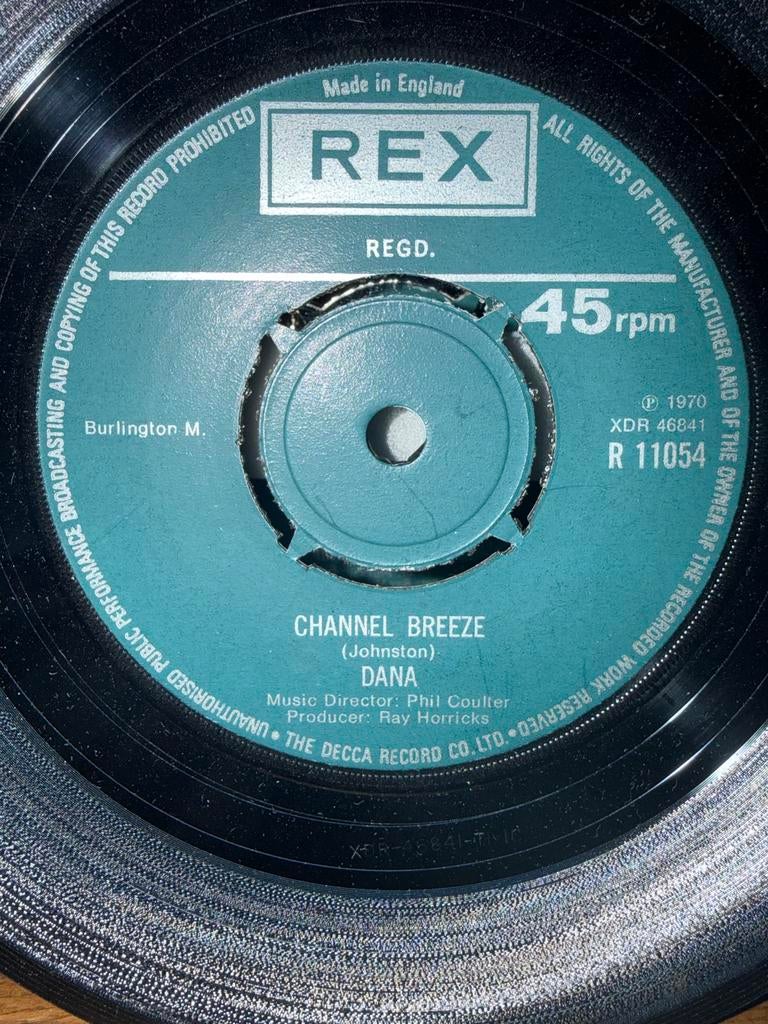 Made in England
REX
REGD.
45rpm
Ⓟ 1970
XDR 46841
R 11054
Burlington M.
CHANNEL BREEZE
(Johnston)
DANA
Music Director: Phil Coulter
Producer: Ray Horricks
ALL RIGHTS OF THE MANUFACTURER AND OF THE OWNER OF THE RECORDED WORK RESERVED • THE DECCA RECORD CO. LTD. • UNAUTHORISED PUBLIC PERFORMANCE BROADCASTING AND COPYING OF THIS RECORD PROHIBITED